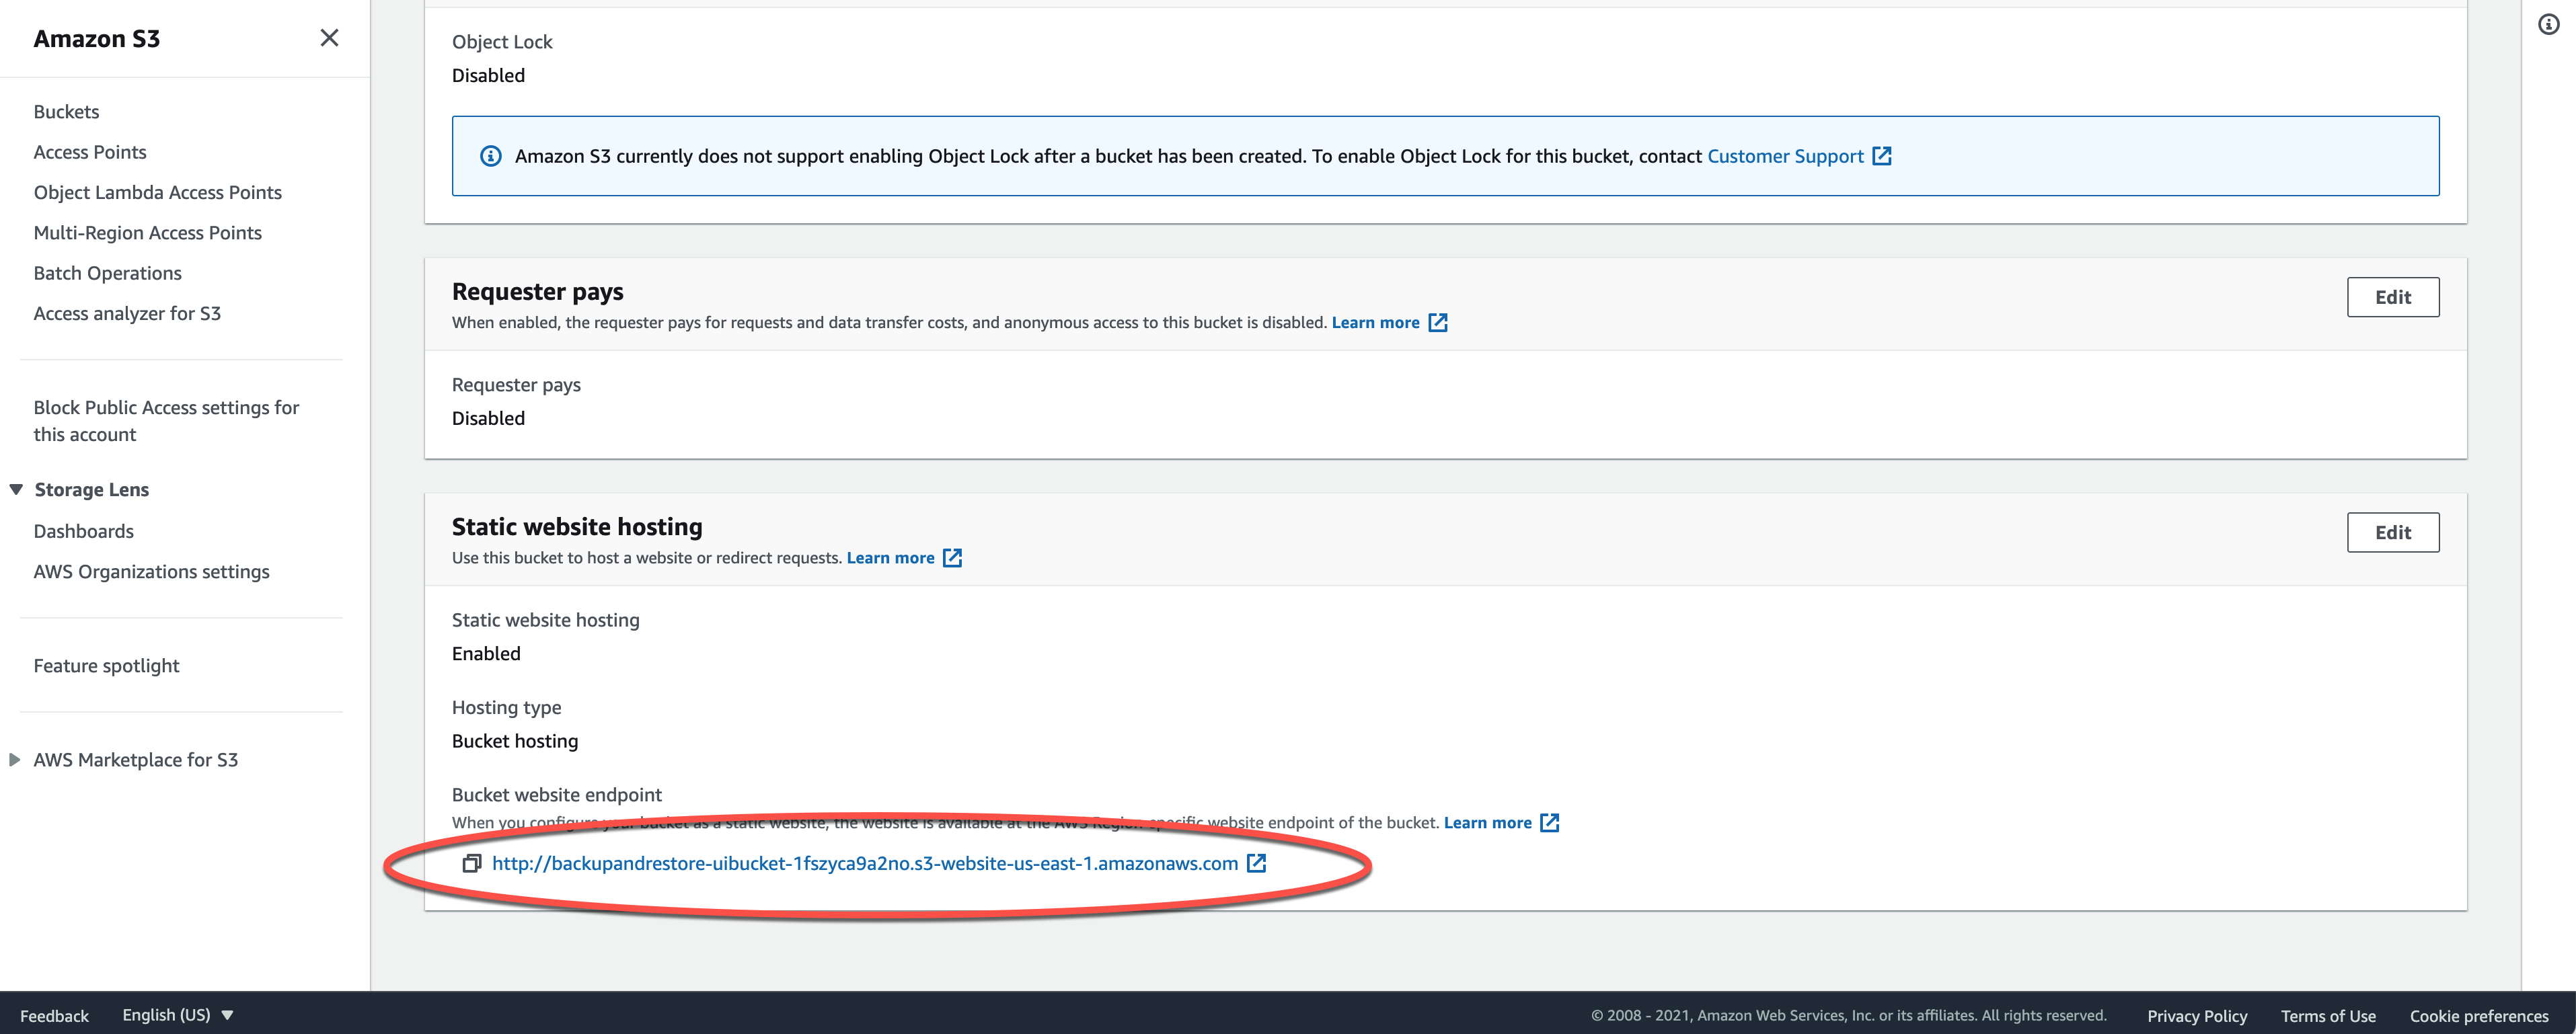 Amazon S3
Buckets
Access Points
Object Lambda Access Points
Multi-Region Access Points
Batch Operations
Access analyzer for S3
Block Public Access settings for
this account
Storage Lens
Dashboards
AWS Organizations settings
Feature spotlight
AWS Marketplace for S3
Object Lock
Disabled
Amazon S3 currently does not support enabling Object Lock after a bucket has been created. To enable Object Lock for this bucket, contact Customer Support
Requester pays
Edit
When enabled, the requester pays for requests and data transfer costs, and anonymous access to this bucket is disabled. Learn more
Requester pays
Disabled
Static website hosting
Edit
Use this bucket to host a website or redirect requests. Learn more
Static website hosting
Enabled
Hosting type
Bucket hosting
Bucket website endpoint
When you configure your bucket as a static website, the website is available at the AWS Region specific website endpoint of the bucket. Learn more
http://backupandrestore-uibucket-1fszyca9a2no.s3-website-us-east-1.amazonaws.com
Feedback
English (US)
© 2008 - 2021, Amazon Web Services, Inc. or its affiliates. All rights reserved.
Privacy Policy
Terms of Use
Cookie preferences